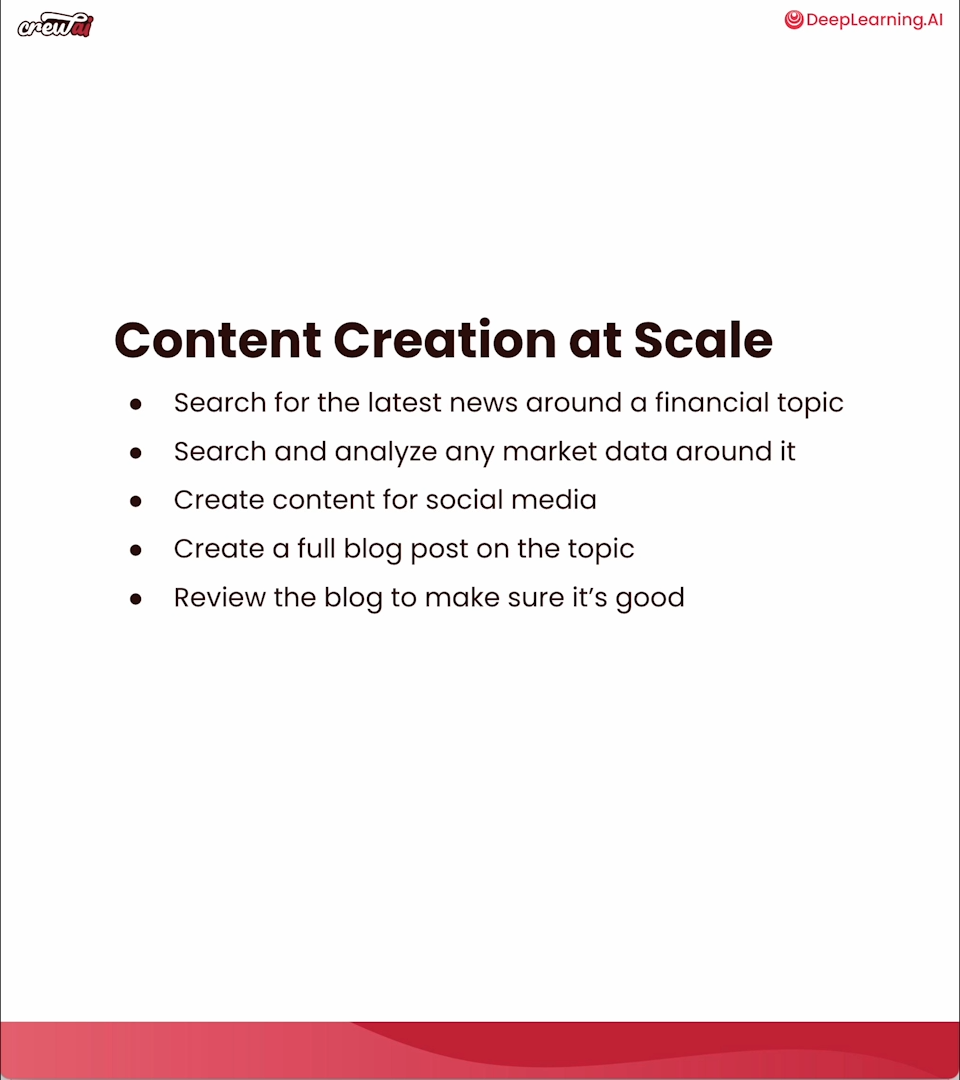 crewai
DeepLearning.AI
Content Creation at Scale
● Search for the latest news around a financial topic
● Search and analyze any market data around it
● Create content for social media
● Create a full blog post on the topic
● Review the blog to make sure it’s good